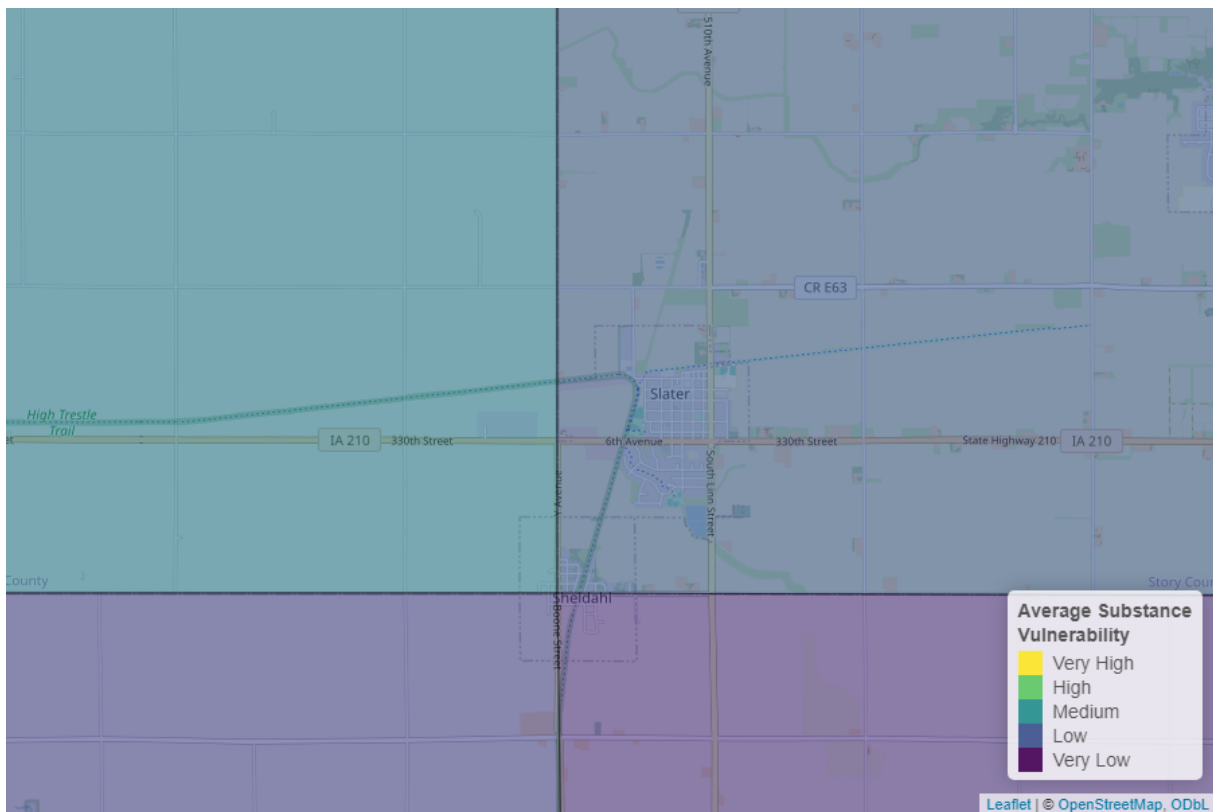 510th Avenue
CR E63
Slater
High Trestle
Trail
IA 210
330th Street
6th Avenue
330th Street
State Highway 210
IA 210
South Linn Street
County
Sheldahl
Boone Street
Average Substance
Vulnerability
Very High
High
Medium
Low
Very Low
Leaflet | © OpenStreetMap, ODbL